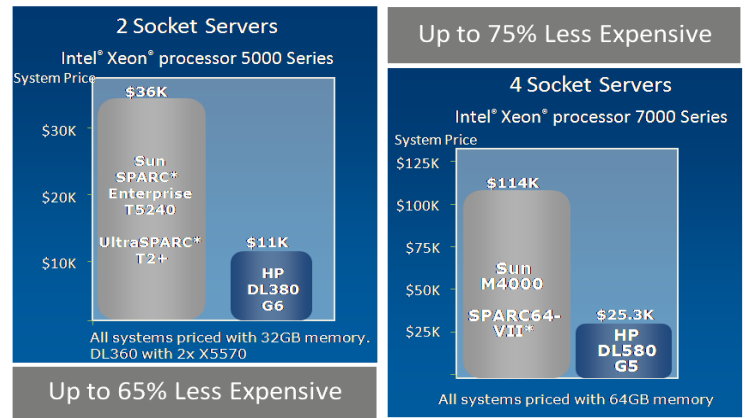 2 Socket Servers
Intel® Xeon® processor 5000 Series
System Price
$36K
$30K
$20K
$10K
Sun
SPARC*
Enterprise
T5240
UltraSPARC*
T2+
$11K
HP
DL380
G6
All systems priced with 32GB memory.
DL360 with 2x X5570
Up to 65% Less Expensive
Up to 75% Less Expensive
4 Socket Servers
Intel® Xeon® processor 7000 Series
System Price
$125K
$100K
$75K
$50K
$25K
$114K
Sun
M4000
SPARC64-
VII*
$25.3K
HP
DL580
G5
All systems priced with 64GB memory